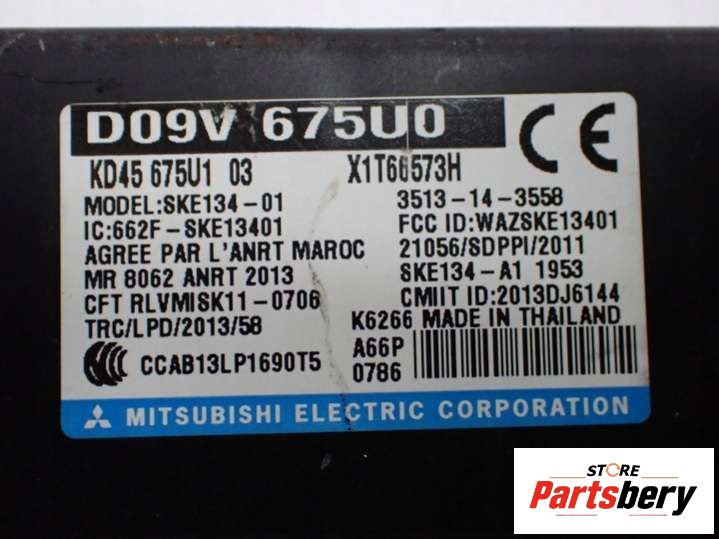 D09V 675U0
KD45 675U1 03 X1T66573H
MODEL:SKE134-01 3513-14-3558
IC:662F-SKE13401 FCC ID:WAZSKE13401
AGREE PAR L'ANRT MAROC 21056/SDPPI/2011
MR 8062 ANRT 2013 SKE134-A1 1953
CFT RLVMISK11-0706 CMIIT ID:2013DJ6144
TRC/LPD/2013/58 K6266 MADE IN THAILAND
CCAB13LP1690T5 A66P
0786
CE
MITSUBISHI ELECTRIC CORPORATION
STORE
Partsbery